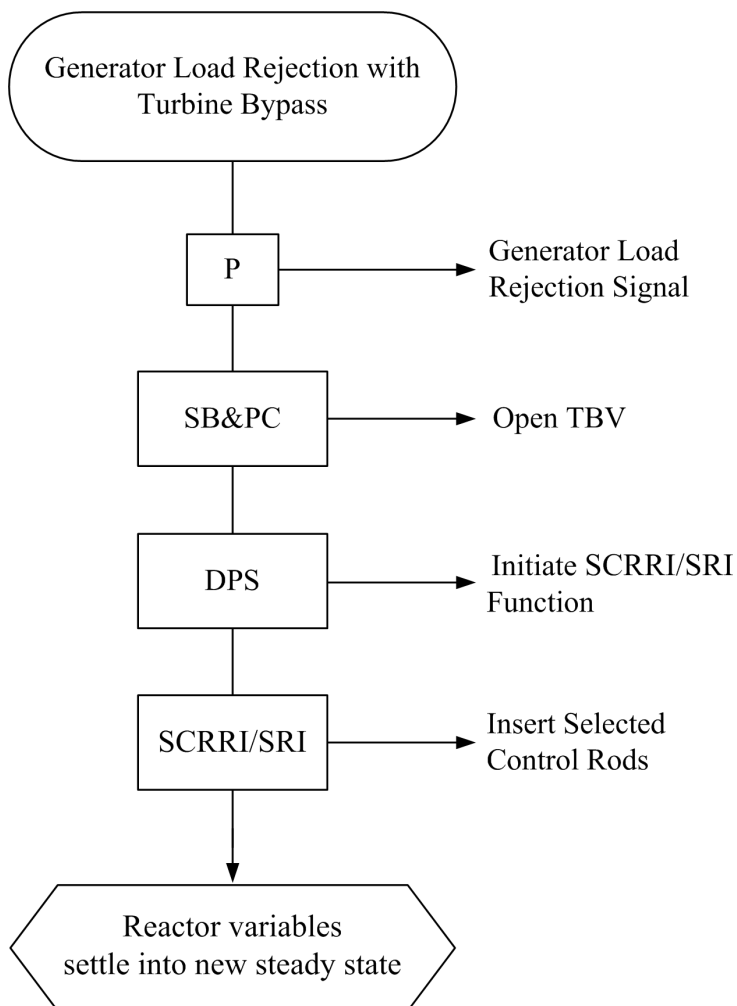 Generator Load Rejection with
Turbine Bypass
P
Generator Load
Rejection Signal
SB&PC
Open TBV
DPS
Initiate SCRRI/SRI
Function
SCRRI/SRI
Insert Selected
Control Rods
Reactor variables
settle into new steady state